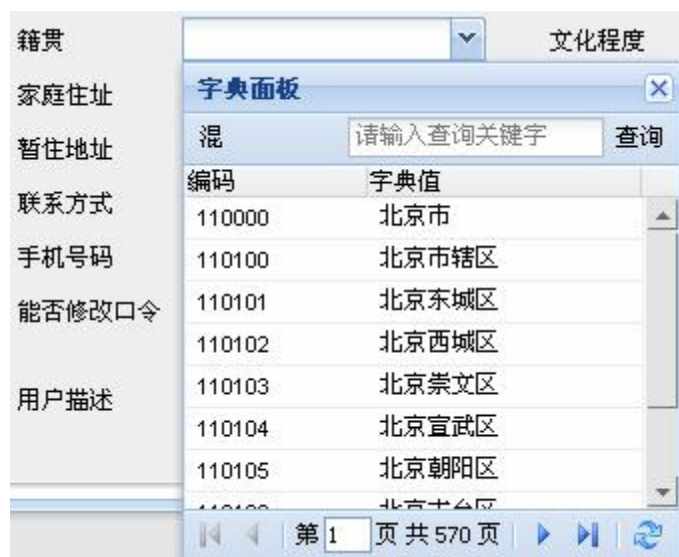 籍贯
文化程度
家庭住址
暂住地址
联系方式
手机号码
能否修改口令
用户描述
字典面板
混 请输入查询关键字 查询
编码 字典值
110000 北京市
110100 北京市辖区
110101 北京东城区
110102 北京西城区
110103 北京崇文区
110104 北京宣武区
110105 北京朝阳区
第 1 页 共 570 页